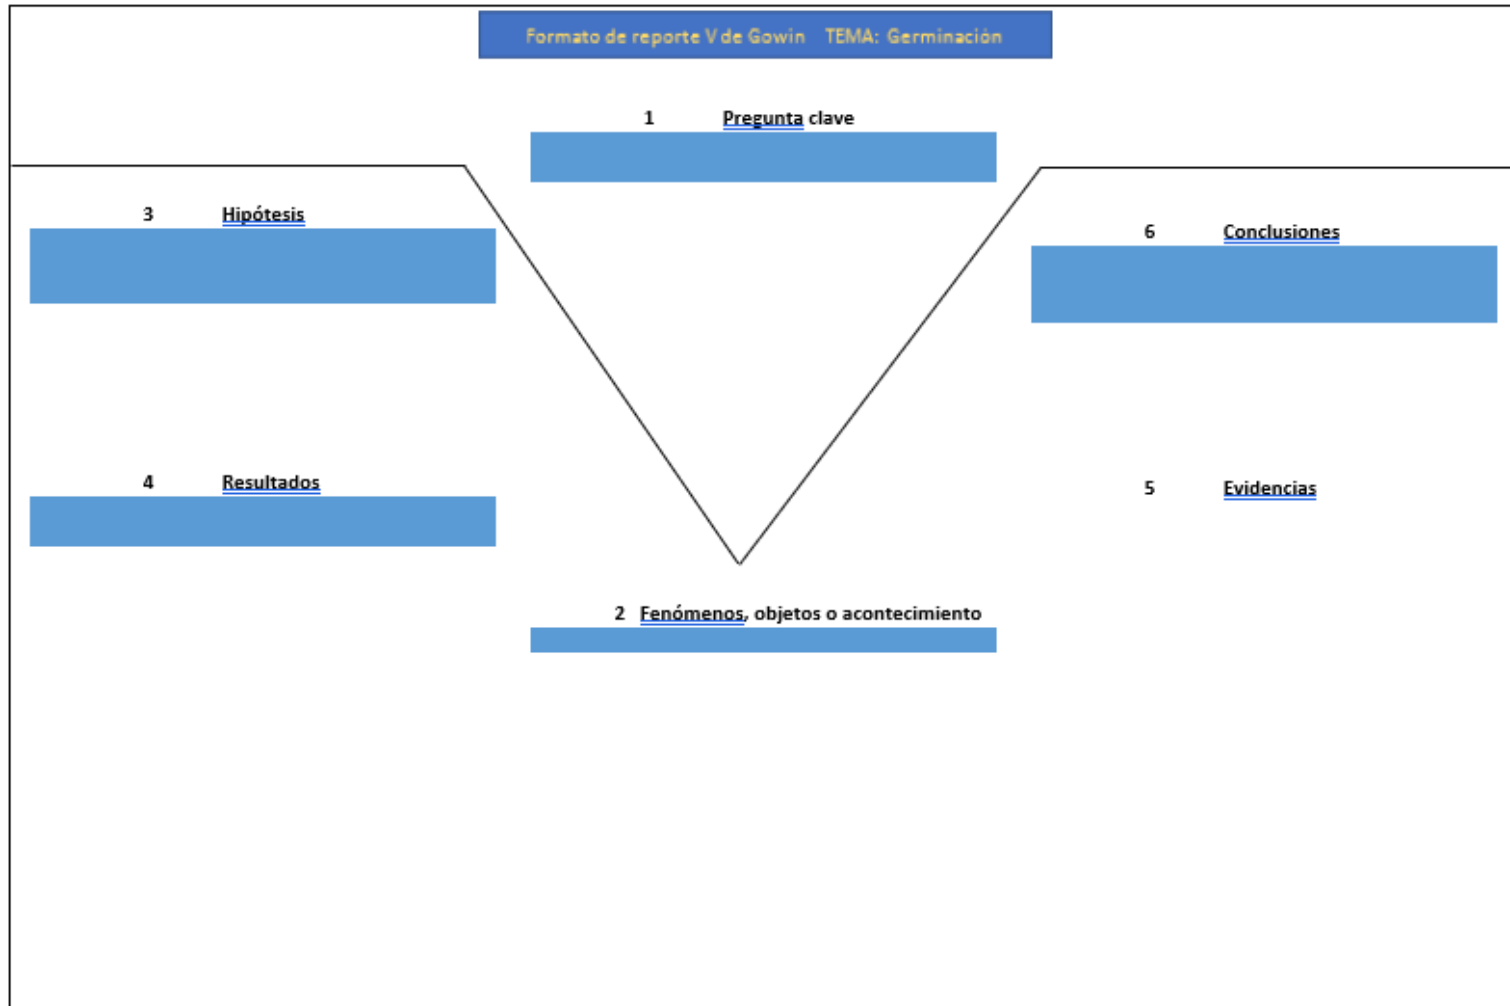 Formato de reporte V de Gowin TEMA: Germinación
1 Pregunta clave
3 Hipótesis
6 Conclusiones
4 Resultados
5 Evidencias
2 Fenómenos, objetos o acontecimiento